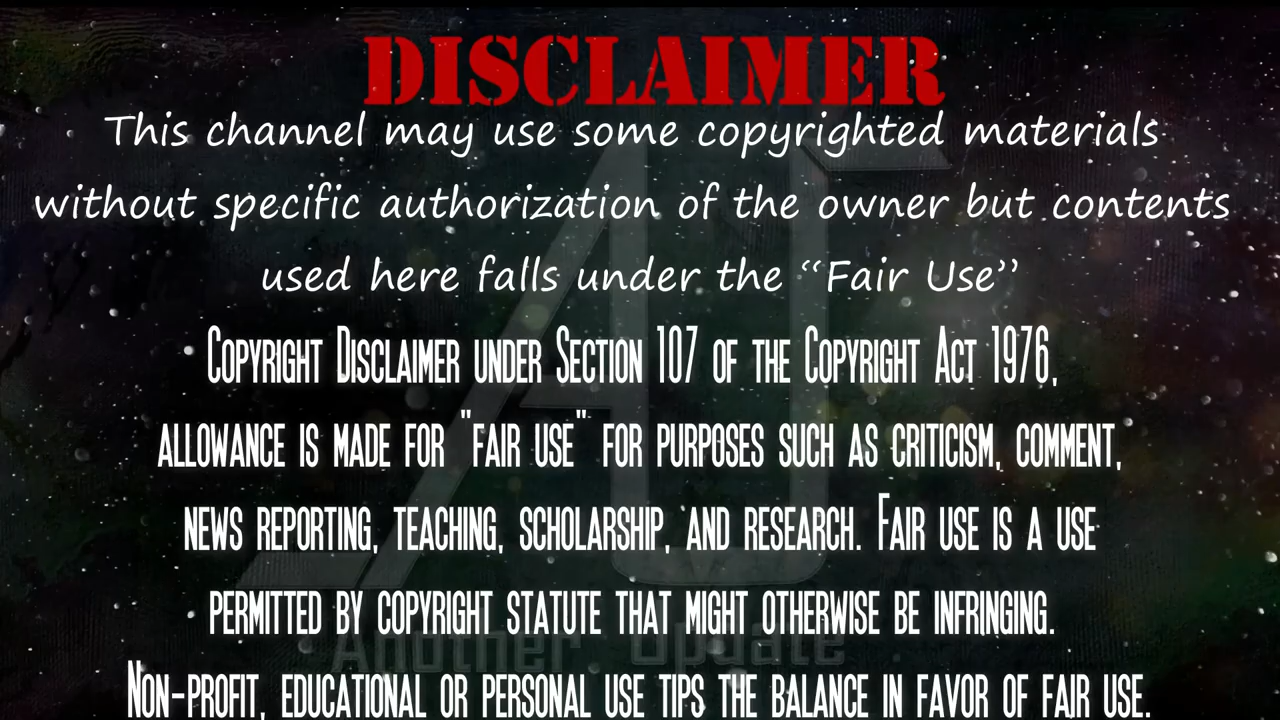 DISCLAIMER
This channel may use some copyrighted materials
without specific authorization of the owner but contents
used here falls under the “Fair Use”
Copyright Disclaimer under Section 107 of the Copyright Act 1976,
allowance is made for "fair use" for purposes such as criticism, comment,
news reporting, teaching, scholarship, and research. Fair use is a use
permitted by copyright statute that might otherwise be infringing.
Another Update
Non-profit, educational or personal use tips the balance in favor of fair use.